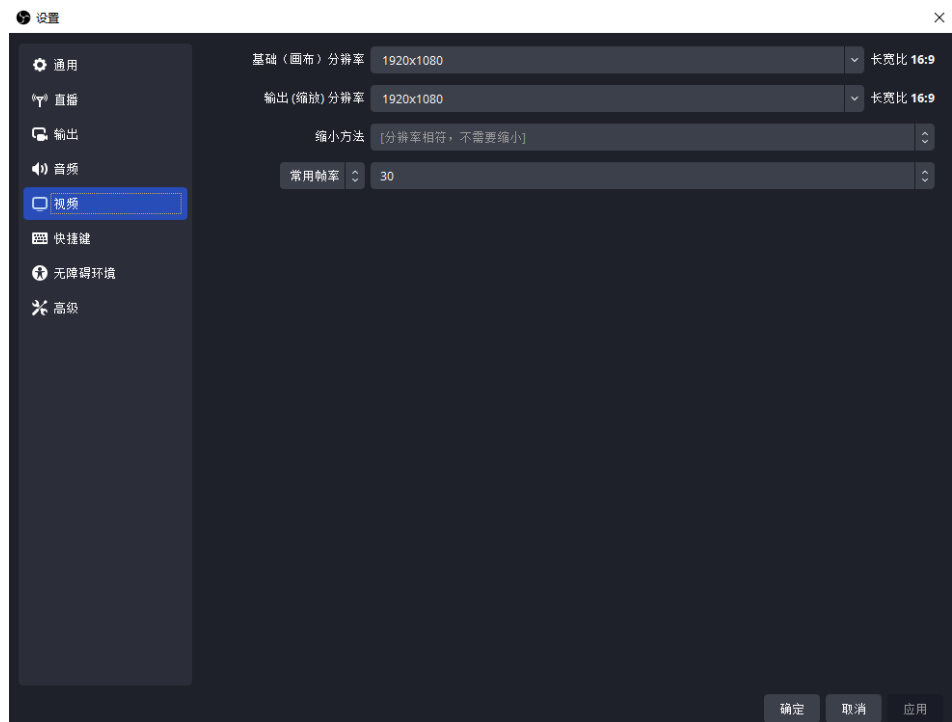 设置
通用
直播
输出
音频
视频
快捷键
无障碍环境
高级
基础（画布）分辨率 1920x1080 长宽比 16:9
输出 (缩放) 分辨率 1920x1080 长宽比 16:9
缩小方法 [分辨率相符，不需要缩小]
常用帧率 30
确定 取消 应用